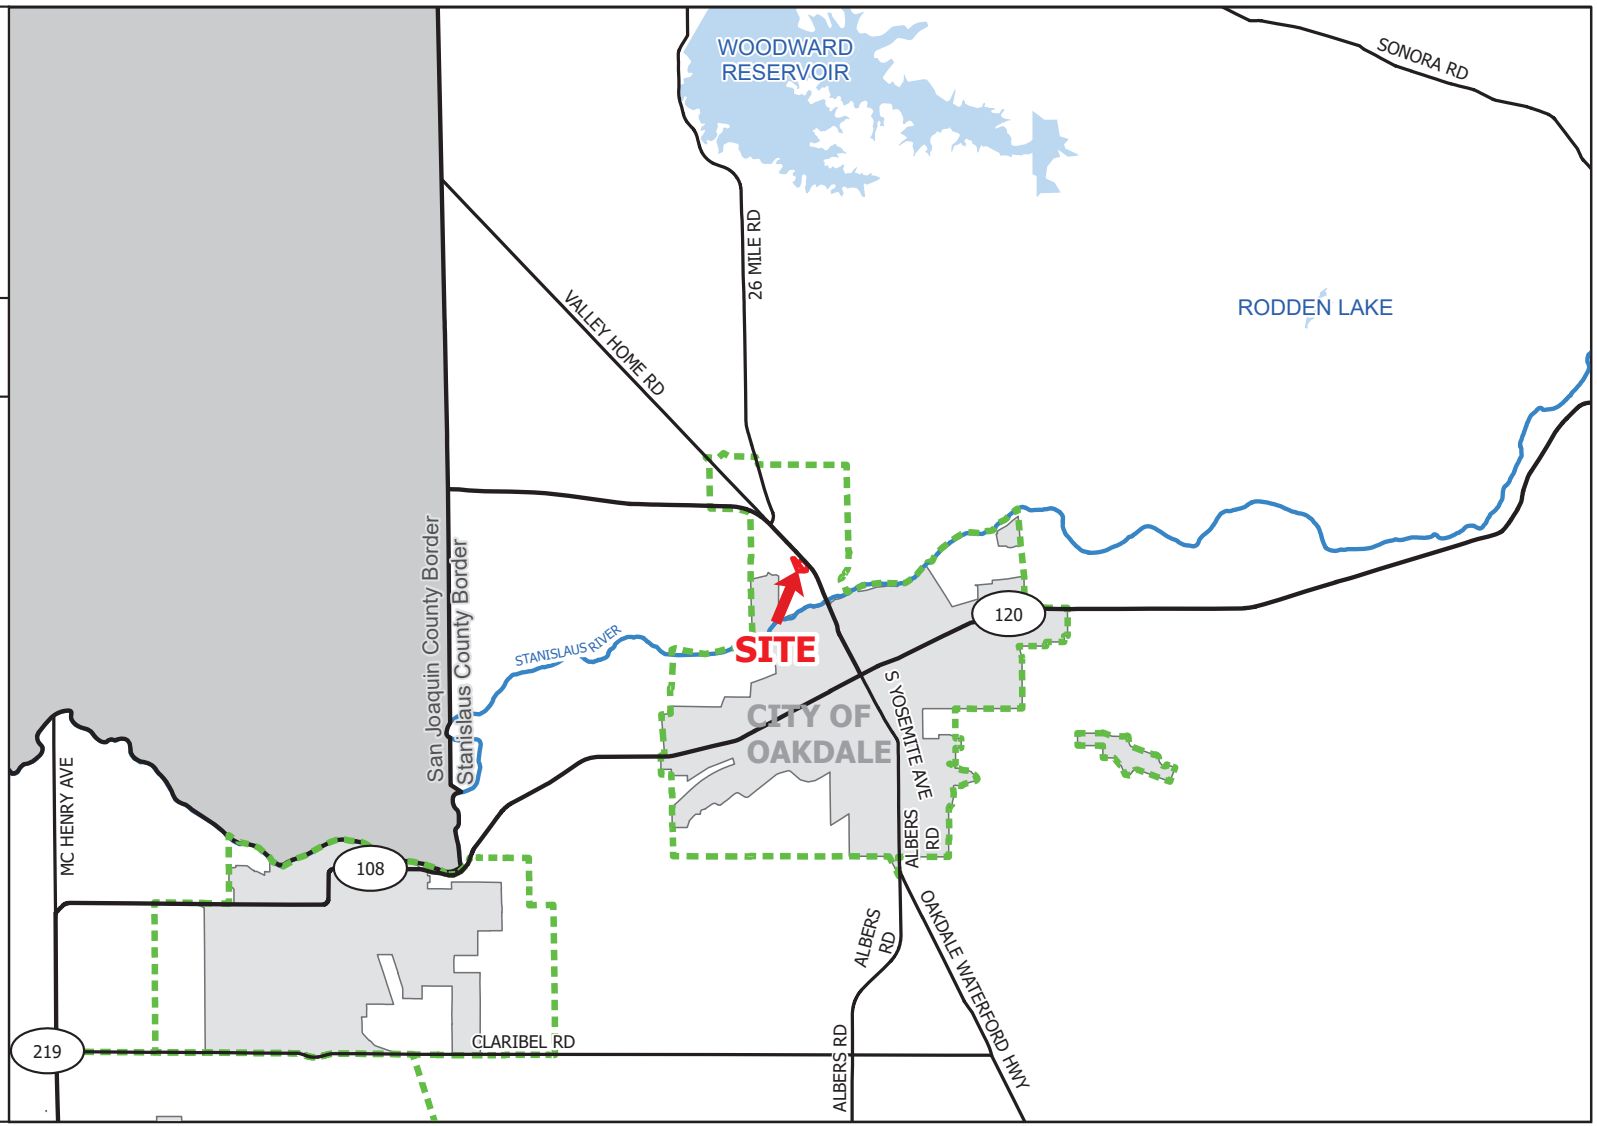 WOODWARD
RESERVOIR
SONORA RD
26 MILE RD
VALLEY HOME RD
RODDEN LAKE
San Joaquin County Border
Stanislaus County Border
STANISLAUS RIVER
SITE
120
S YOSEMITE AVE
CITY OF
OAKDALE
MC HENRY AVE
108
ALBERS
RD
ALBERS
RD
OAKDALE WATERFORD HWY
219
CLARIBEL RD
ALBERS RD